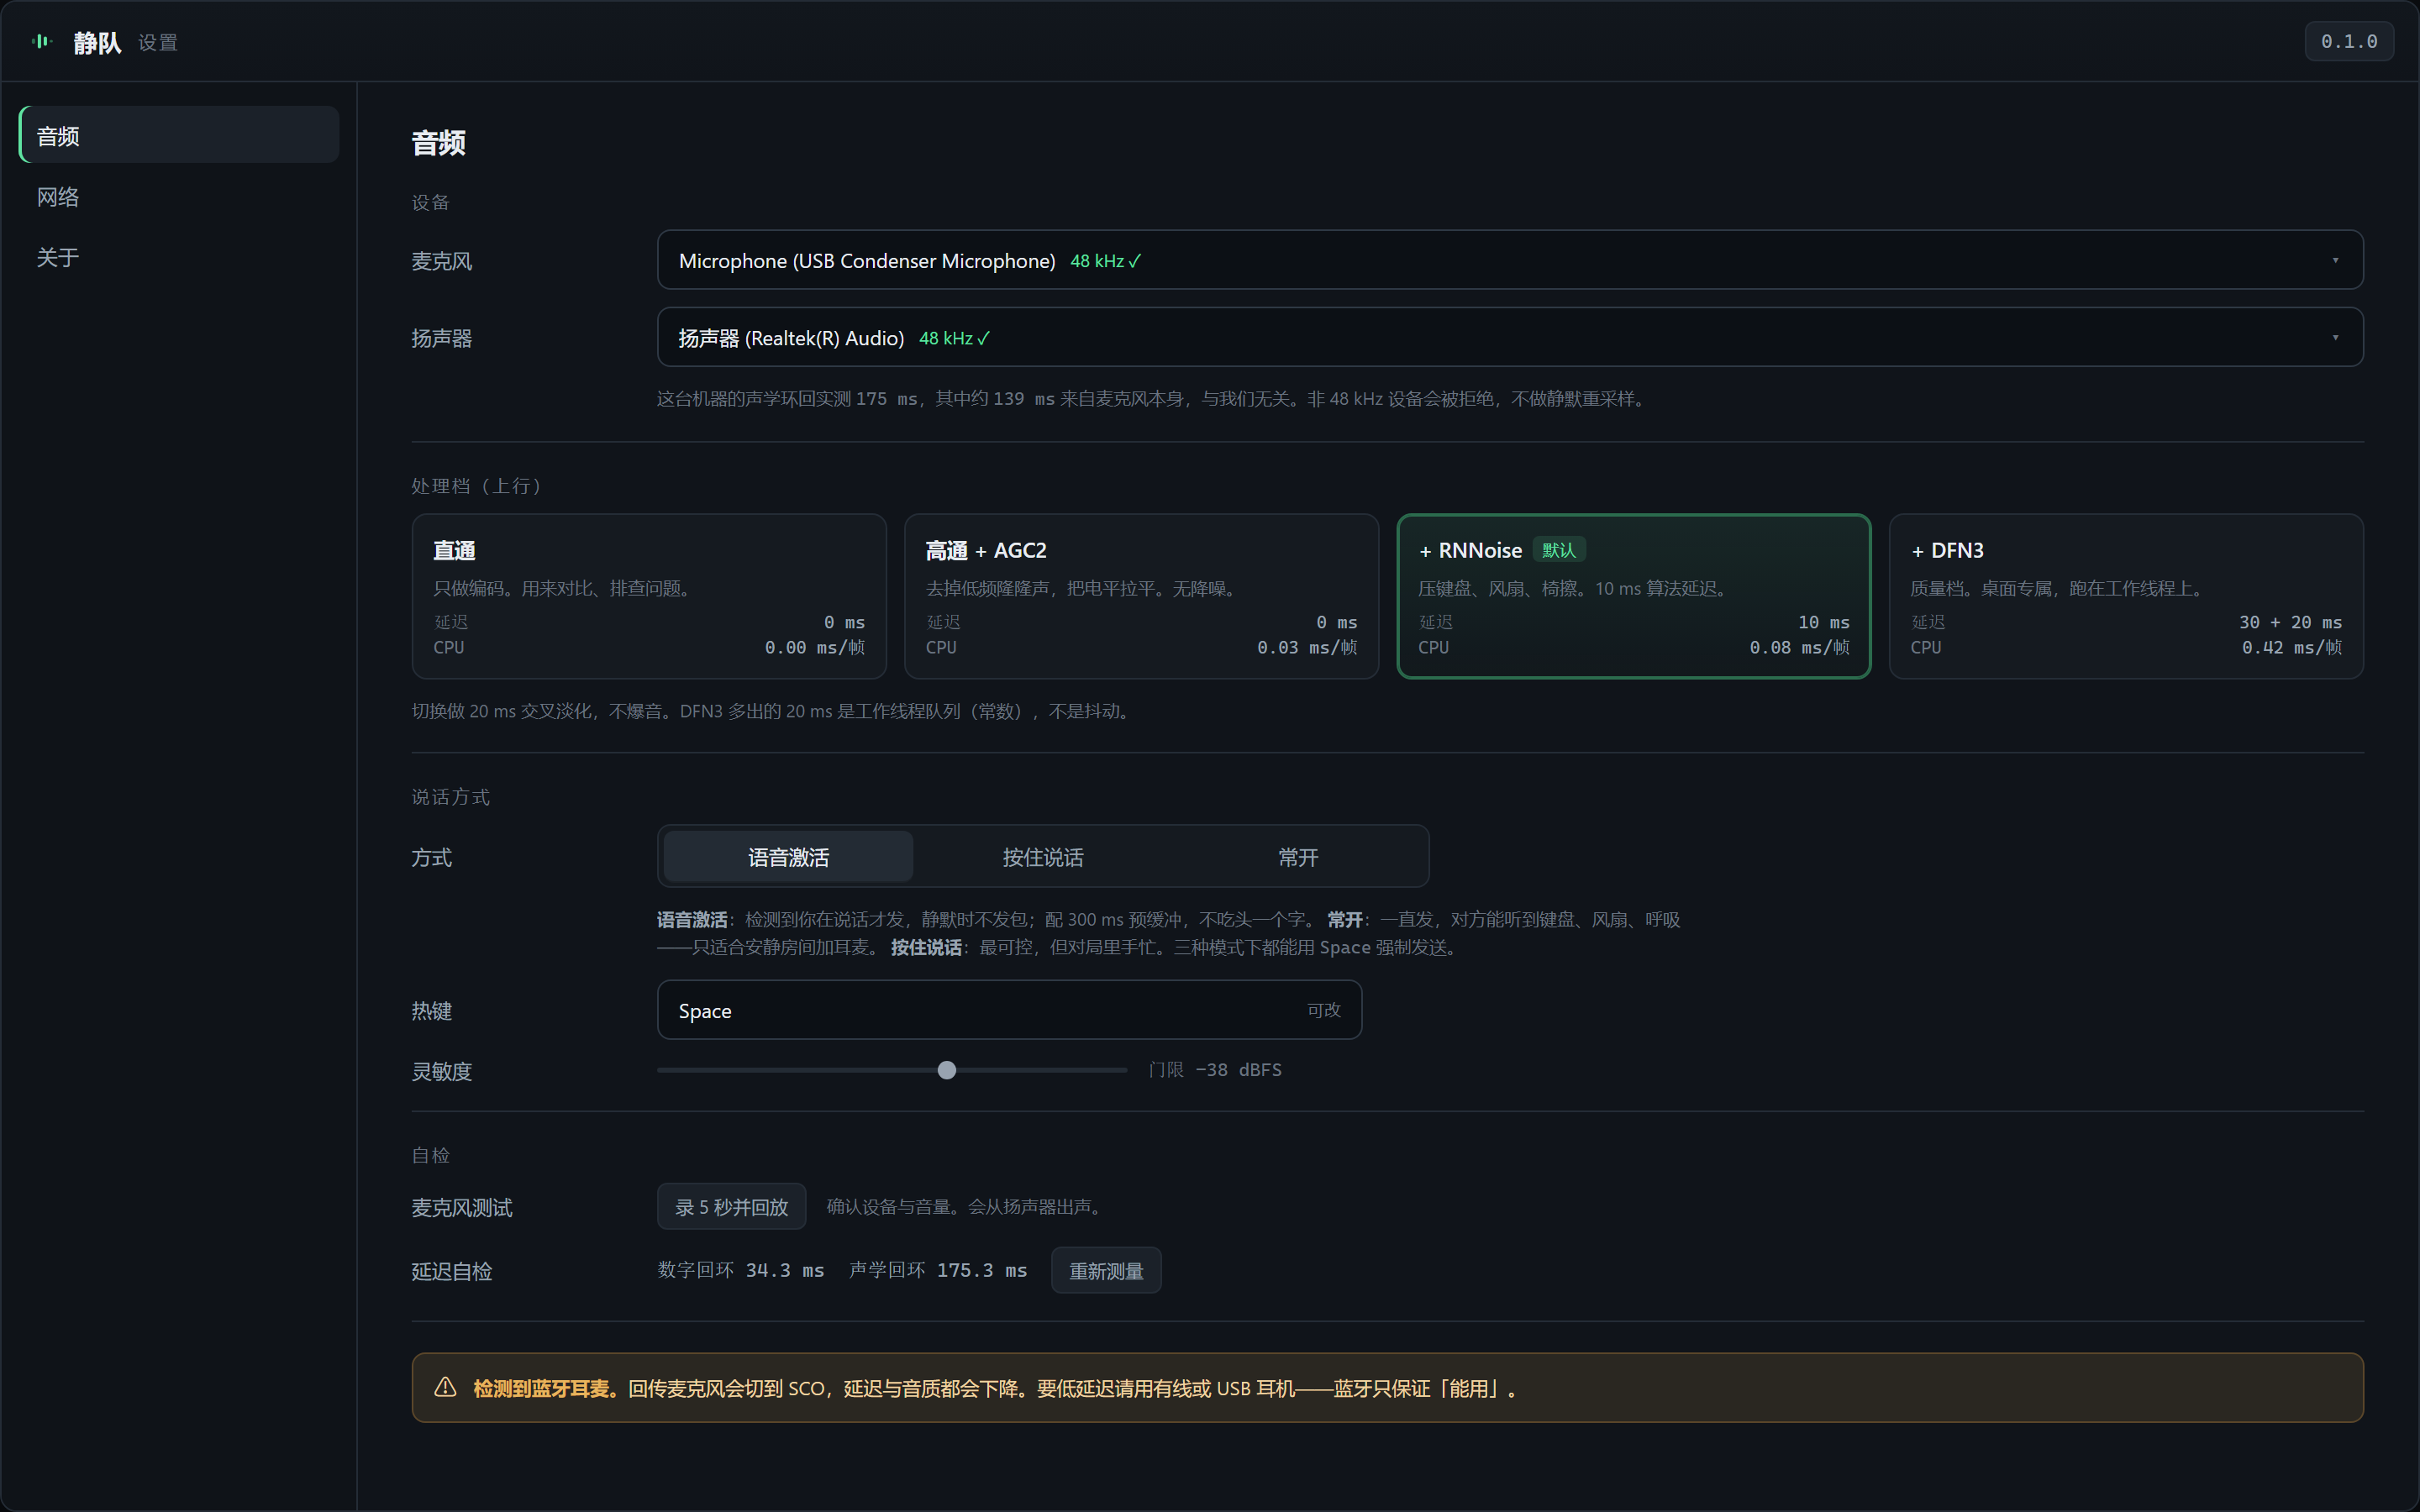 静队 设置
0.1.0
音频
网络
关于
音频
设备
麦克风
Microphone (USB Condenser Microphone) 48 kHz ✓
扬声器
扬声器 (Realtek(R) Audio) 48 kHz ✓
这台机器的声学环回实测 175 ms，其中约 139 ms 来自麦克风本身，与我们无关。非 48 kHz 设备会被拒绝，不做静默重采样。
处理档（上行）
直通
只做编码。用来对比、排查问题。
延迟 0 ms
CPU 0.00 ms/帧
高通 + AGC2
去掉低频隆隆声，把电平拉平。无降噪。
延迟 0 ms
CPU 0.03 ms/帧
+ RNNoise 默认
压键盘、风扇、椅擦。10 ms 算法延迟。
延迟 10 ms
CPU 0.08 ms/帧
+ DFN3
质量档。桌面专属，跑在工作线程上。
延迟 30 + 20 ms
CPU 0.42 ms/帧
切换做 20 ms 交叉淡化，不爆音。DFN3 多出的 20 ms 是工作线程队列（常数），不是抖动。
说话方式
方式
语音激活 按住说话 常开
语音激活：检测到你在说话才发，静默时不发包；配 300 ms 预缓冲，不吃头一个字。 常开：一直发，对方能听到键盘、风扇、呼吸
——只适合安静房间加耳麦。 按住说话：最可控，但对局里手忙。三种模式下都能用 Space 强制发送。
热键
Space 可改
灵敏度
门限 −38 dBFS
自检
麦克风测试
录 5 秒并回放 确认设备与音量。会从扬声器出声。
延迟自检
数字回环 34.3 ms 声学回环 175.3 ms 重新测量
检测到蓝牙耳麦。回传麦克风会切到 SCO，延迟与音质都会下降。要低延迟请用有线或 USB 耳机——蓝牙只保证「能用」。